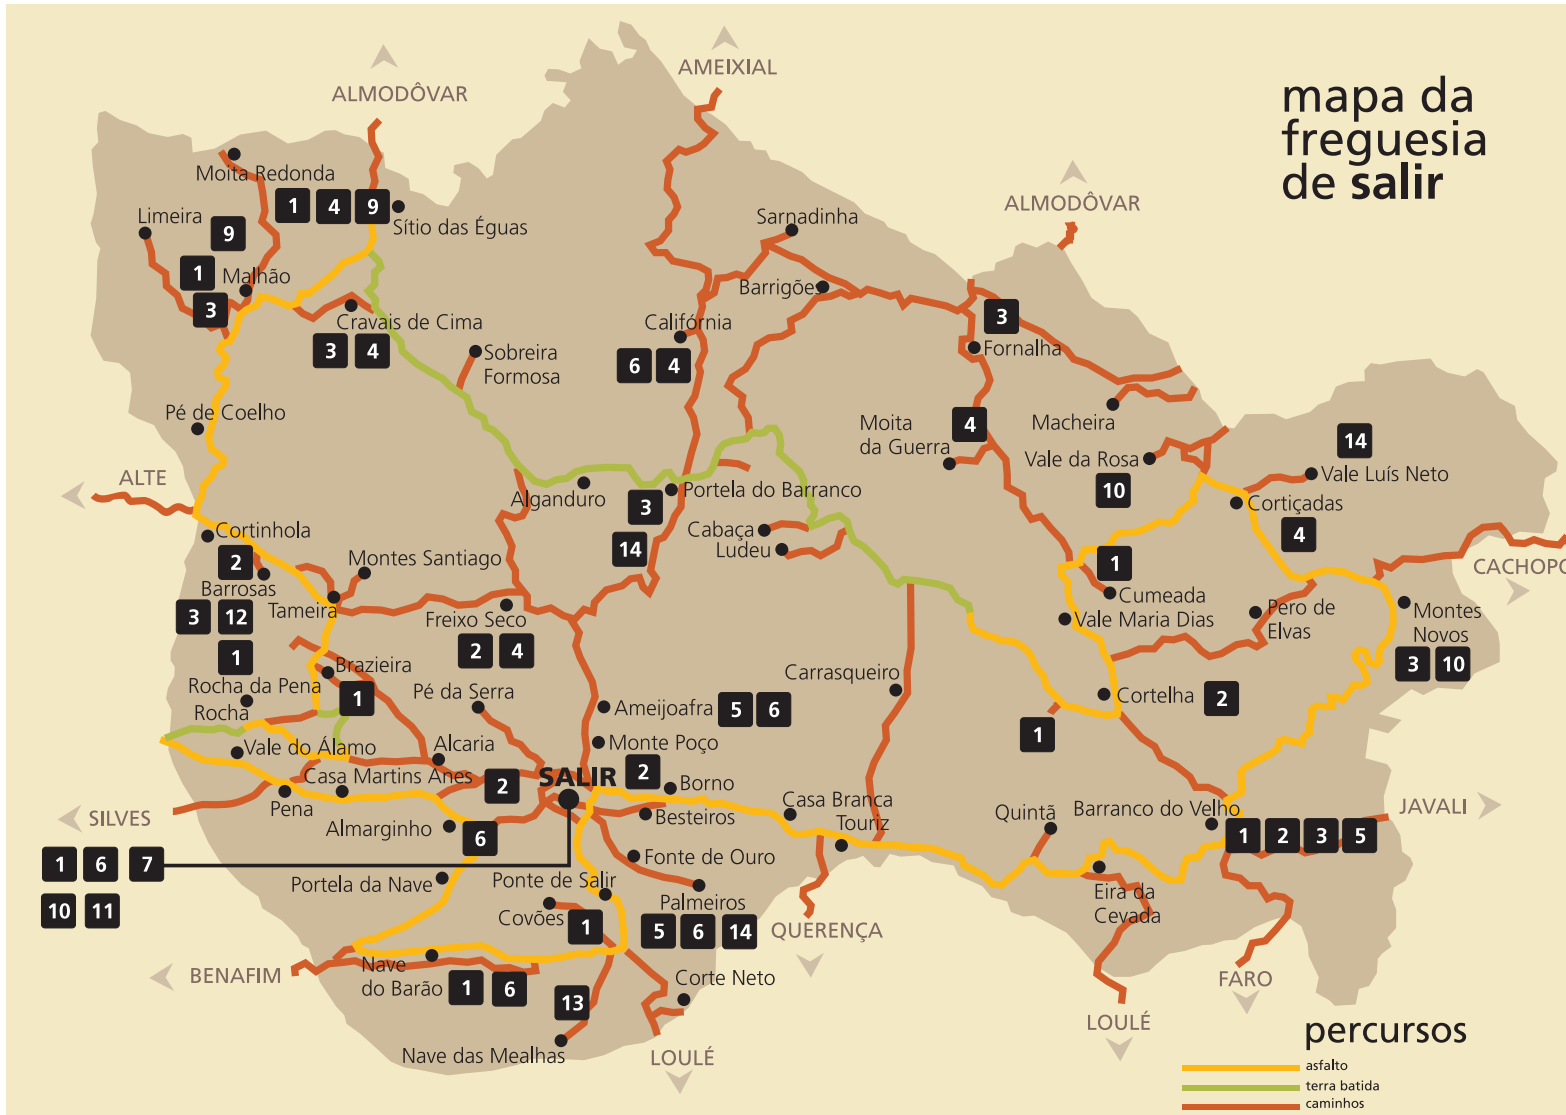 mapa da
freguesia
de salir
AMEIXIAL
ALMODÔVAR
Moita Redonda
1 4 9
Sítio das Éguas
Limeira
9
1
Malhão
3
Cravais de Cima
3 4
Sobreira
Formosa
Sarnadinha
Barrigões
Califórnia
6 4
ALMODÔVAR
3
Fornalha
Macheira
Moita
da Guerra
4
Vale da Rosa
10
14
Vale Luís Neto
Cortiçadas
4
Pé de Coelho
ALTE
Cortinhola
2
Barrosas
3 12
1
Tameira
Montes Santiago
Alganduro
Portela do Barranco
3
14
Cabaça
Ludeu
Freixo Seco
2 4
1
Cumeada
Vale Maria Dias
Pero de
Elvas
CACHOPO
Montes
Novos
3 10
Brazieira
1
Rocha da Pena
Rocha
Pé da Serra
Ameijoafra
5 6
Monte Poço
2
Carrasqueiro
Cortelha
2
1
Vale do Álamo
Alcaria
Casa Martins Anes
2
SALIR
Borno
Besteiros
Casa Branca
Touriz
Quintã
Barranco do Velho
1 2 3 5
JAVALI
SILVES
Pena
Almarginho
6
1 6 7
10 11
Fonte de Ouro
Portela da Nave
Ponte de Salir
Covões
1
Palmeiros
5 6 14
Eira da
Cevada
QUERENÇA
BENAFIM
Nave
do Barão
1 6
13
Corte Neto
FARO
LOULÉ
Nave das Mealhas
LOULÉ
percursos
asfalto
terra batida
caminhos